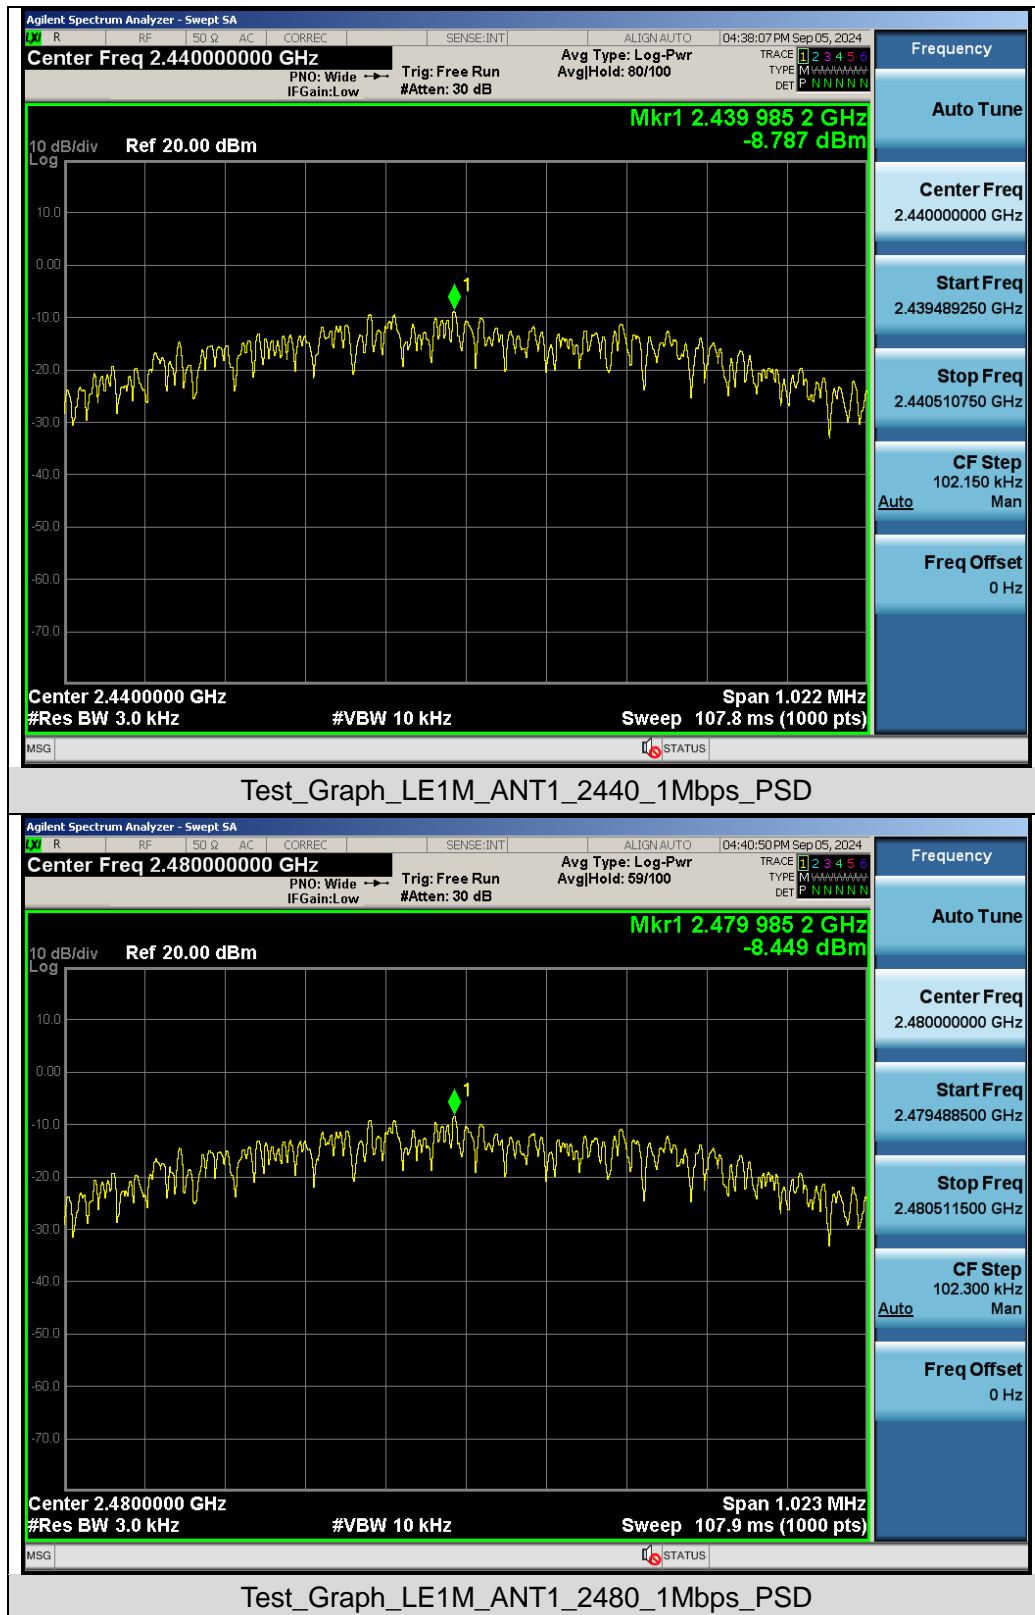 Agilent Spectrum Analyzer - Swept SA
LXI R RF 50 Ω AC CORREC SENSE:INT ALIGN AUTO 04:38:07 PM Sep 05, 2024
Center Freq 2.440000000 GHz
PNO: Wide
IFGain:Low
Trig: Free Run
#Atten: 30 dB
Avg Type: Log-Pwr
Avg|Hold: 80/100
TRACE 1 2 3 4 5 6
TYPE M
DET P N N N N N
Mkr1 2.439 985 2 GHz
-8.787 dBm
10 dB/div Ref 20.00 dBm
Log
10.0
0.00
-10.0
-20.0
-30.0
-40.0
-50.0
-60.0
-70.0
1
Center 2.4400000 GHz Span 1.022 MHz
#Res BW 3.0 kHz #VBW 10 kHz Sweep 107.8 ms (1000 pts)
MSG STATUS
Frequency
Auto Tune
Center Freq
2.440000000 GHz
Start Freq
2.439489250 GHz
Stop Freq
2.440510750 GHz
CF Step
102.150 kHz
Auto Man
Freq Offset
0 Hz
Test_Graph_LE1M_ANT1_2440_1Mbps_PSD
Agilent Spectrum Analyzer - Swept SA
LXI R RF 50 Ω AC CORREC SENSE:INT ALIGN AUTO 04:40:50 PM Sep 05, 2024
Center Freq 2.480000000 GHz
PNO: Wide
IFGain:Low
Trig: Free Run
#Atten: 30 dB
Avg Type: Log-Pwr
Avg|Hold: 59/100
TRACE 1 2 3 4 5 6
TYPE M
DET P N N N N N
Mkr1 2.479 985 2 GHz
-8.449 dBm
10 dB/div Ref 20.00 dBm
Log
10.0
0.00
-10.0
-20.0
-30.0
-40.0
-50.0
-60.0
-70.0
1
Center 2.4800000 GHz Span 1.023 MHz
#Res BW 3.0 kHz #VBW 10 kHz Sweep 107.9 ms (1000 pts)
MSG STATUS
Frequency
Auto Tune
Center Freq
2.480000000 GHz
Start Freq
2.479488500 GHz
Stop Freq
2.480511500 GHz
CF Step
102.300 kHz
Auto Man
Freq Offset
0 Hz
Test_Graph_LE1M_ANT1_2480_1Mbps_PSD